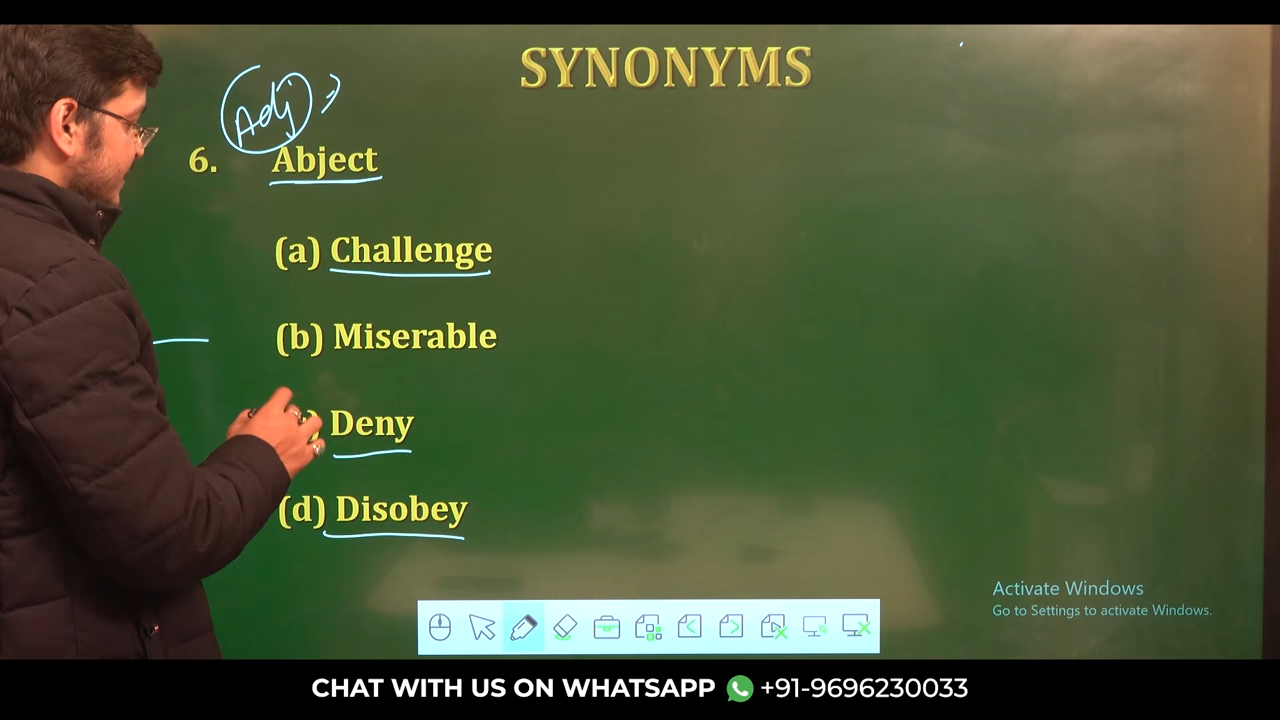 SYNONYMS
Adj
6. Abject
(a) Challenge
(b) Miserable
Deny
(d) Disobey
Activate Windows
Go to Settings to activate Windows.
CHAT WITH US ON WHATSAPP +91-9696230033